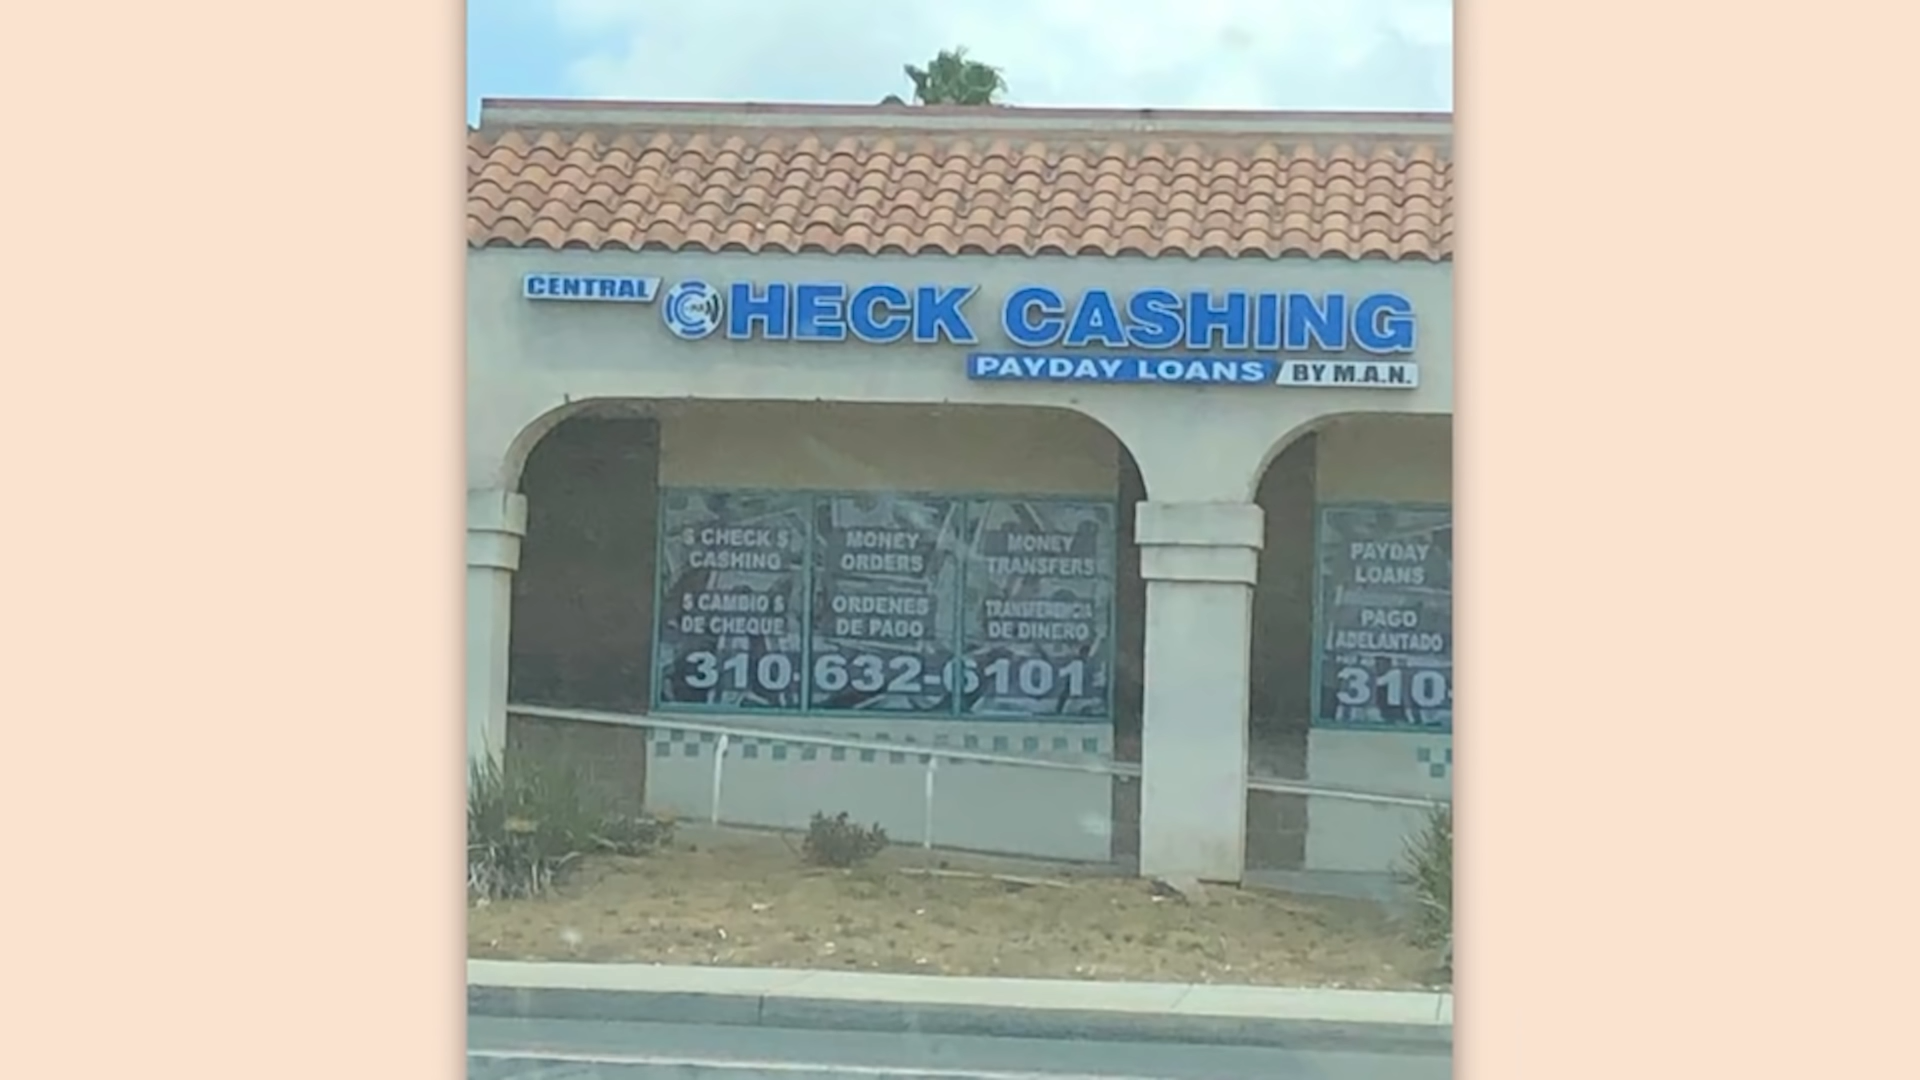 CENTRAL
CHECK CASHING
PAYDAY LOANS BY M.A.N.
$ CHECK $
CASHING
$ CAMBIO $
DE CHEQUE
MONEY
ORDERS
ORDENES
DE PAGO
MONEY
TRANSFERS
TRANSFERENCIA
DE DINERO
310-632-6101
PAYDAY
LOANS
PAGO
ADELANTADO
310-